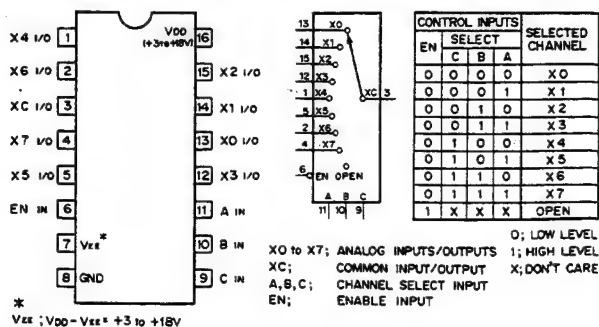 X4 I/O 1
X6 I/O 2
XC I/O 3
X7 I/O 4
X5 I/O 5
EN IN 6
7 VEE*
8 GND
VDD
(+3 to +18V)
16
15 X2 I/O
14 X1 I/O
13 X0 I/O
12 X3 I/O
11 A IN
10 B IN
9 C IN
*
VEE ; VDD - VEE = +3 to +18V
13 X0
14 X1
15 X2
12 X3
1 X4
5 X5
2 X6
4 X7
XC 3
6 EN OPEN
A B C
11 10 9
CONTROL INPUTS
SELECTED
CHANNEL
EN SELECT
C B A
0 0 0 0 X0
0 0 0 1 X1
0 0 1 0 X2
0 0 1 1 X3
0 1 0 0 X4
0 1 0 1 X5
0 1 1 0 X6
0 1 1 1 X7
1 X X X OPEN
0; LOW LEVEL
1; HIGH LEVEL
X; DON'T CARE
X0 to X7; ANALOG INPUTS/OUTPUTS
XC; COMMON INPUT/OUTPUT
A,B,C; CHANNEL SELECT INPUT
EN; ENABLE INPUT